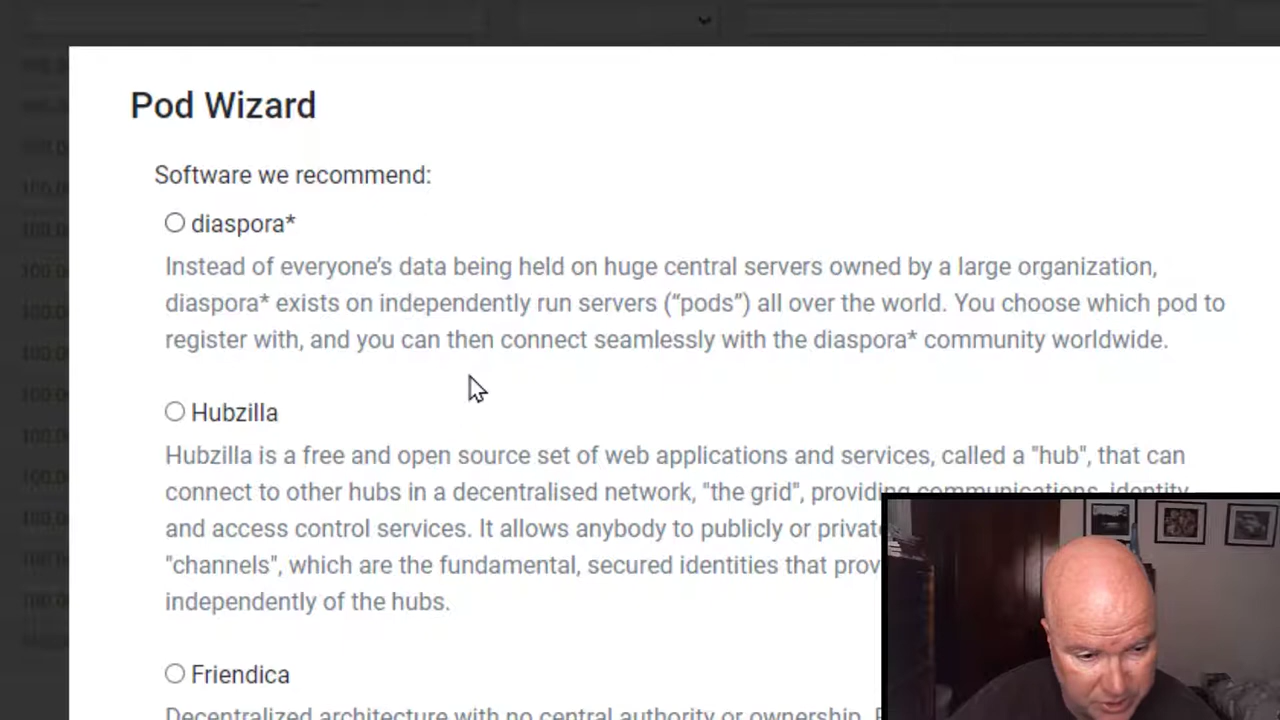 Pod Wizard
Software we recommend:
diaspora*
Instead of everyone’s data being held on huge central servers owned by a large organization,
diaspora* exists on independently run servers (“pods”) all over the world. You choose which pod to
register with, and you can then connect seamlessly with the diaspora* community worldwide.
Hubzilla
Hubzilla is a free and open source set of web applications and services, called a "hub", that can
connect to other hubs in a decentralised network, "the grid", providing communications, identity
and access control services. It allows anybody to publicly or
"channels", which are the fundamental, secured identities that
independently of the hubs.
Friendica
Decentralized architecture with no central authority or ownership.